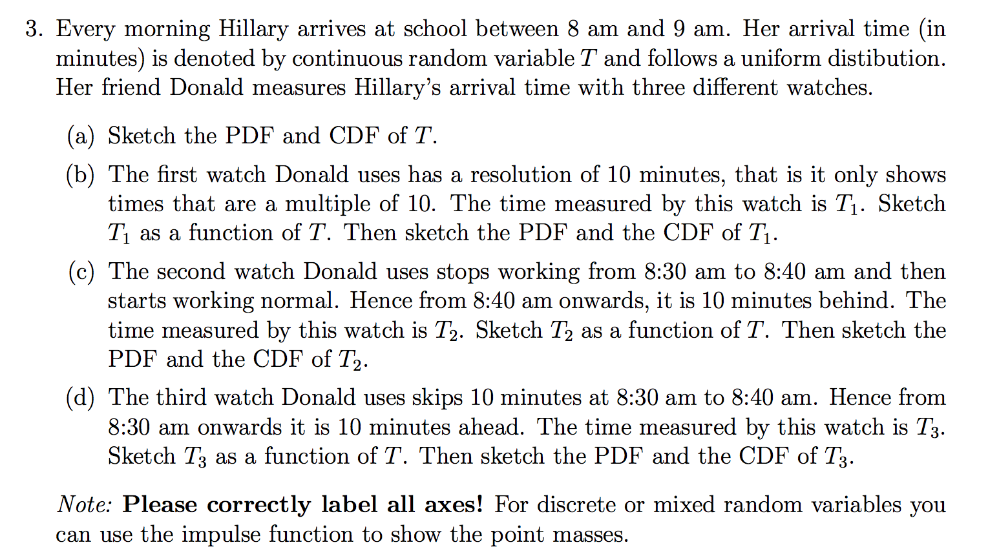 3. Every morning Hillary arrives at school between 8 am and 9 am. Her arrival time (in
minutes) is denoted by continuous random variable T and follows a uniform distibution.
Her friend Donald measures Hillary's arrival time with three different watches.
(a) Sketch the PDF and CDF of T.
(b) The first watch Donald uses has a resolution of 10 minutes, that is it only shows
times that are a multiple of 10. The time measured by this watch is T₁. Sketch
T₁ as a function of T. Then sketch the PDF and the CDF of T₁.
(c) The second watch Donald uses stops working from 8:30 am to 8:40 am and then
starts working normal. Hence from 8:40 am onwards, it is 10 minutes behind. The
time measured by this watch is T₂. Sketch T₂ as a function of T. Then sketch the
PDF and the CDF of T₂.
(d) The third watch Donald uses skips 10 minutes at 8:30 am to 8:40 am. Hence from
8:30 am onwards it is 10 minutes ahead. The time measured by this watch is T₃.
Sketch T₃ as a function of T. Then sketch the PDF and the CDF of T₃.
Note: Please correctly label all axes! For discrete or mixed random variables you
can use the impulse function to show the point masses.